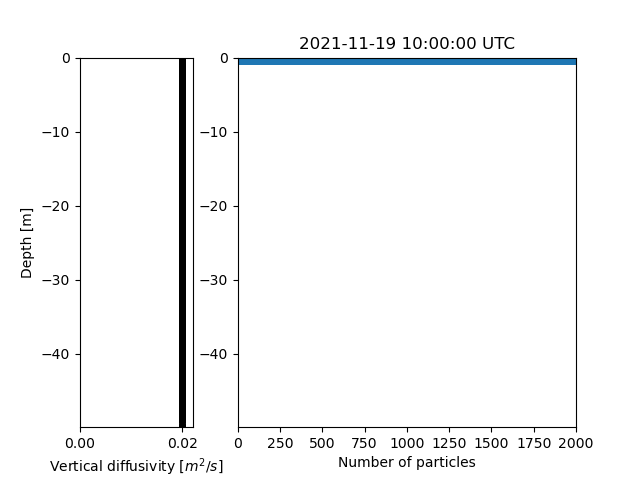 2021-11-19 10:00:00 UTC
0
−10
−20
−30
−40
Depth [m]
0.00 0.02
Vertical diffusivity [m²/s]
0
−10
−20
−30
−40
0 250 500 750 1000 1250 1500 1750 2000
Number of particles